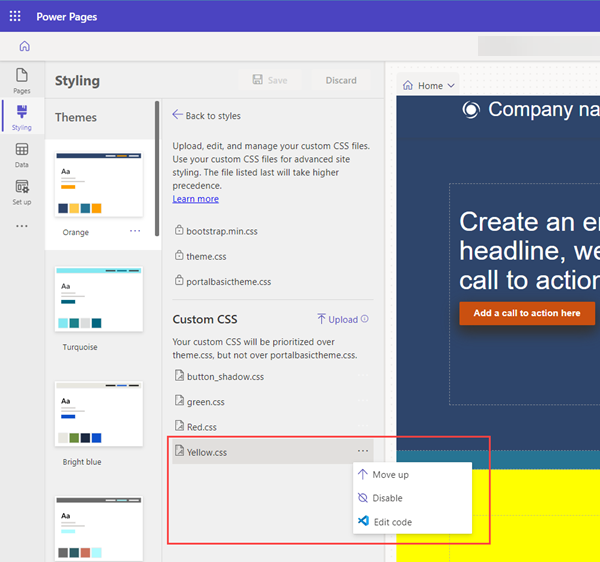 Power Pages
Pages
Styling
Data
Set up
Styling
Save
Discard
Themes
Aa
Orange
Aa
Turquoise
Aa
Bright blue
Aa
Back to styles
Upload, edit, and manage your custom CSS files.
Use your custom CSS files for advanced site
styling. The file listed last will take higher
precedence.
Learn more
bootstrap.min.css
theme.css
portalbasictheme.css
Custom CSS
Upload
Your custom CSS will be prioritized over
theme.css, but not over portalbasictheme.css.
button_shadow.css
green.css
Red.css
Yellow.css
Move up
Disable
Edit code
Home
Company na
Create an e
headline, we
call to action
Add a call to action here